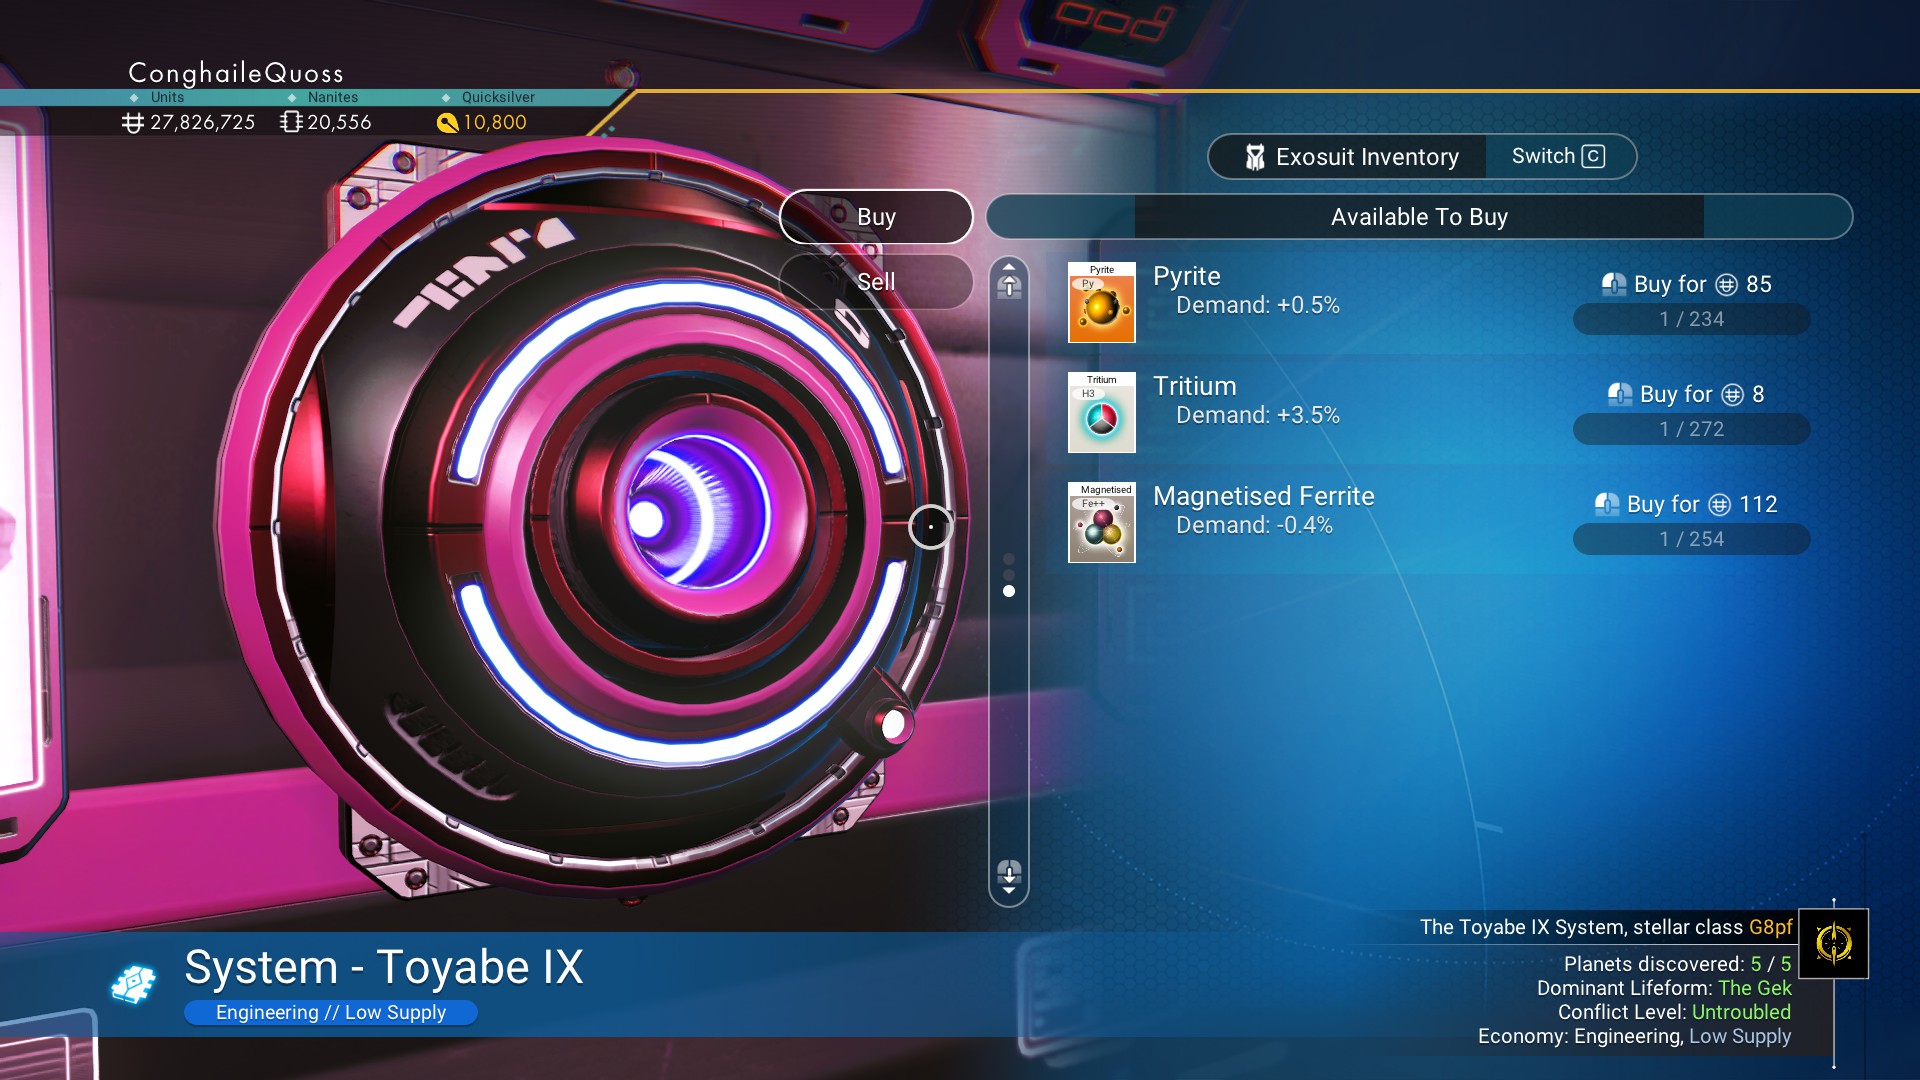 ConghaileQuoss
Units Nanites Quicksilver
27,826,725 20,556 10,800
Exosuit Inventory Switch C
Buy
Available To Buy
Sell
Pyrite
Py
Pyrite
Demand: +0.5%
Buy for 85
1 / 234
Tritium
H3
Tritium
Demand: +3.5%
Buy for 8
1 / 272
Magnetised
Fe++
Magnetised Ferrite
Demand: -0.4%
Buy for 112
1 / 254
System - Toyabe IX
Engineering // Low Supply
The Toyabe IX System, stellar class G8pf
Planets discovered: 5 / 5
Dominant Lifeform: The Gek
Conflict Level: Untroubled
Economy: Engineering, Low Supply